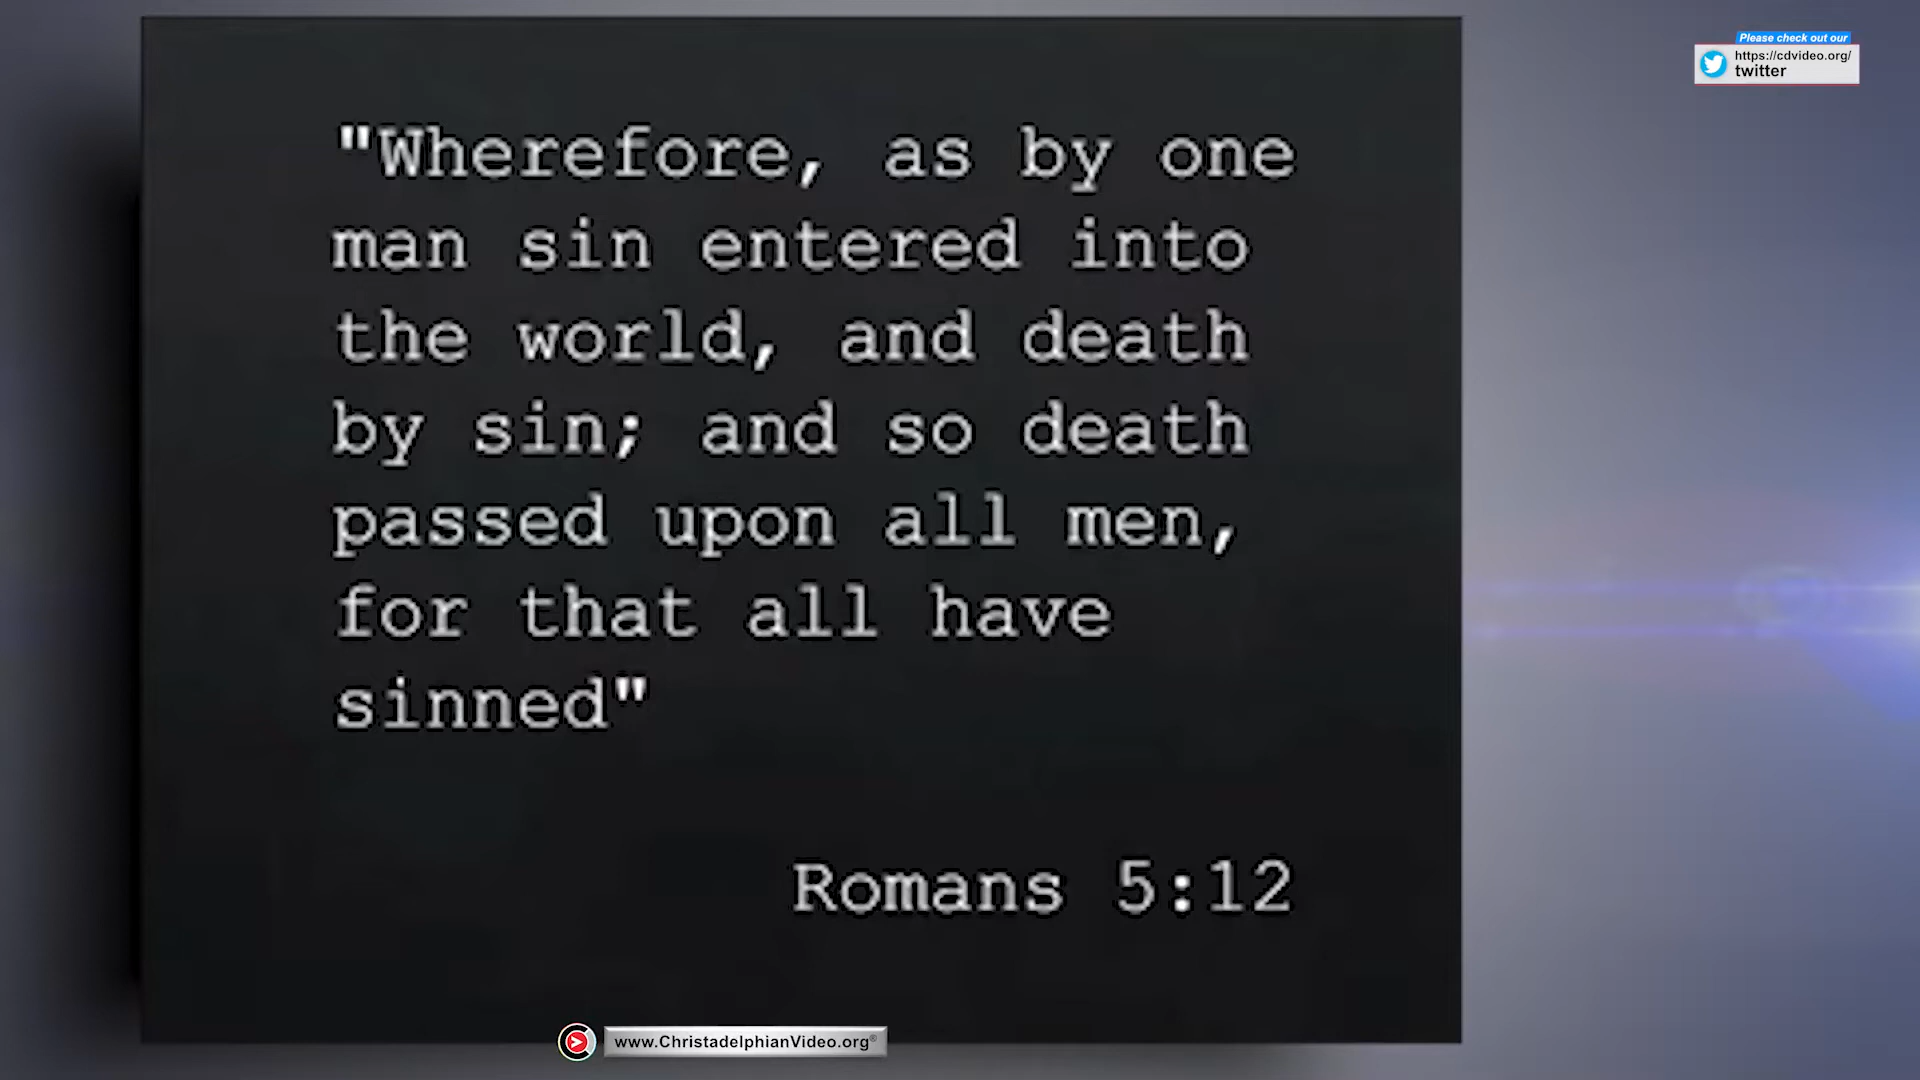 Please check out our
https://cdvideo.org/
twitter
"Wherefore, as by one
man sin entered into
the world, and death
by sin; and so death
passed upon all men,
for that all have
sinned"
Romans 5:12
www.ChristadelphianVideo.org®